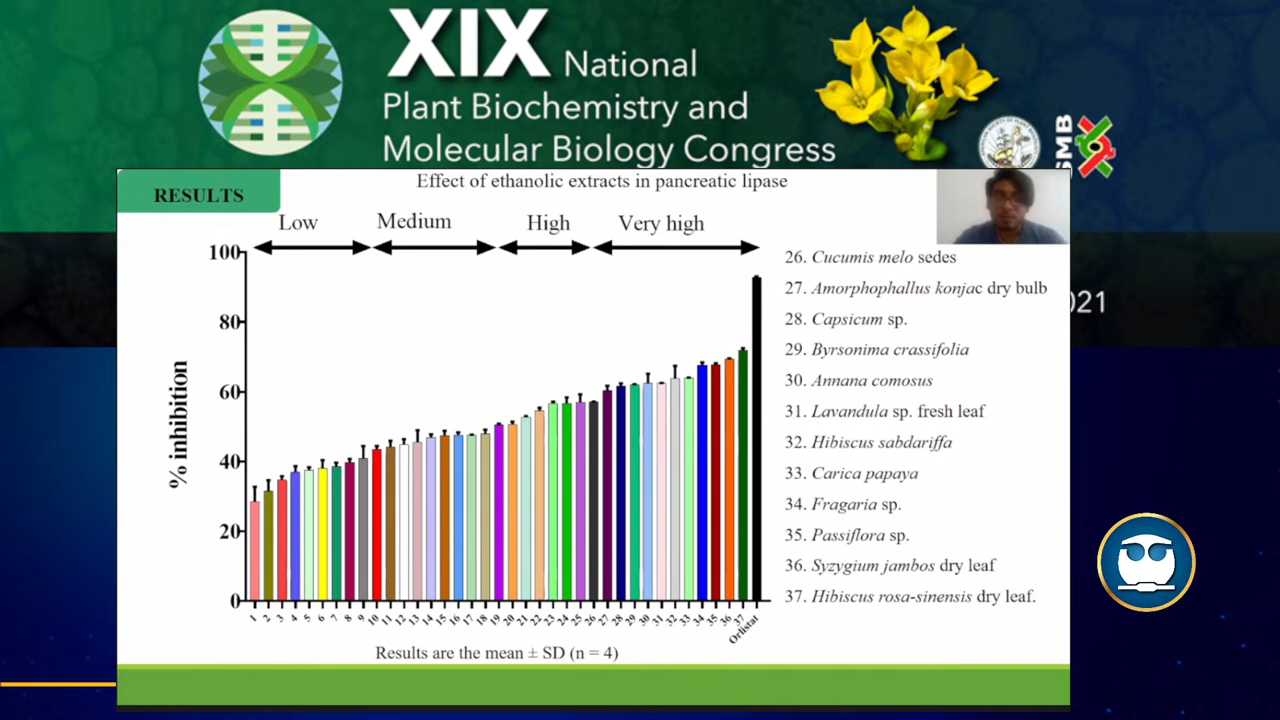 XIX National
Plant Biochemistry and
Molecular Biology Congress
SMB
021
RESULTS
Effect of ethanolic extracts in pancreatic lipase
Low
Medium
High
Very high
% inhibition
100
80
60
40
20
0
1
2
3
4
5
6
7
8
9
10
11
12
13
14
15
16
17
18
19
20
21
22
23
24
25
26
27
28
29
30
31
32
33
34
35
36
37
Orlistat
Results are the mean ± SD (n = 4)
26. Cucumis melo sedes
27. Amorphophallus konjac dry bulb
28. Capsicum sp.
29. Byrsonima crassifolia
30. Annana comosus
31. Lavandula sp. fresh leaf
32. Hibiscus sabdariffa
33. Carica papaya
34. Fragaria sp.
35. Passiflora sp.
36. Syzygium jambos dry leaf
37. Hibiscus rosa-sinensis dry leaf.